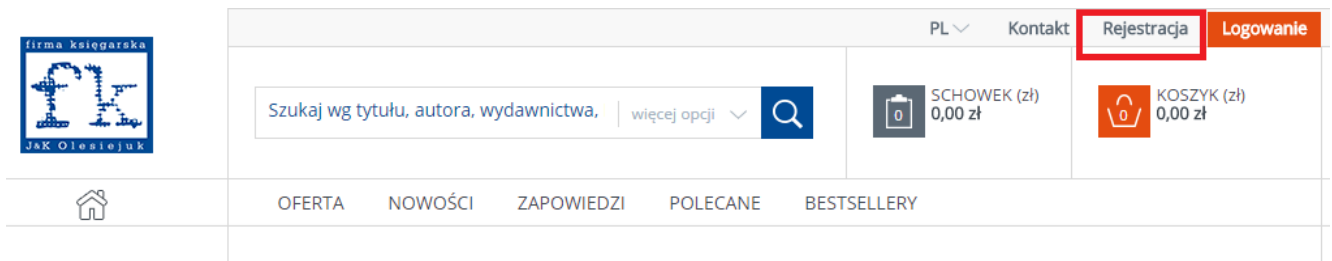 PL Kontakt Rejestracja Logowanie
firma księgarska
fk
J&K Olesiejuk
Szukaj wg tytułu, autora, wydawnictwa, więcej opcji
SCHOWEK (zł)
0
0,00 zł
KOSZYK (zł)
0
0,00 zł
OFERTA NOWOŚCI ZAPOWIEDZI POLECANE BESTSELLERY